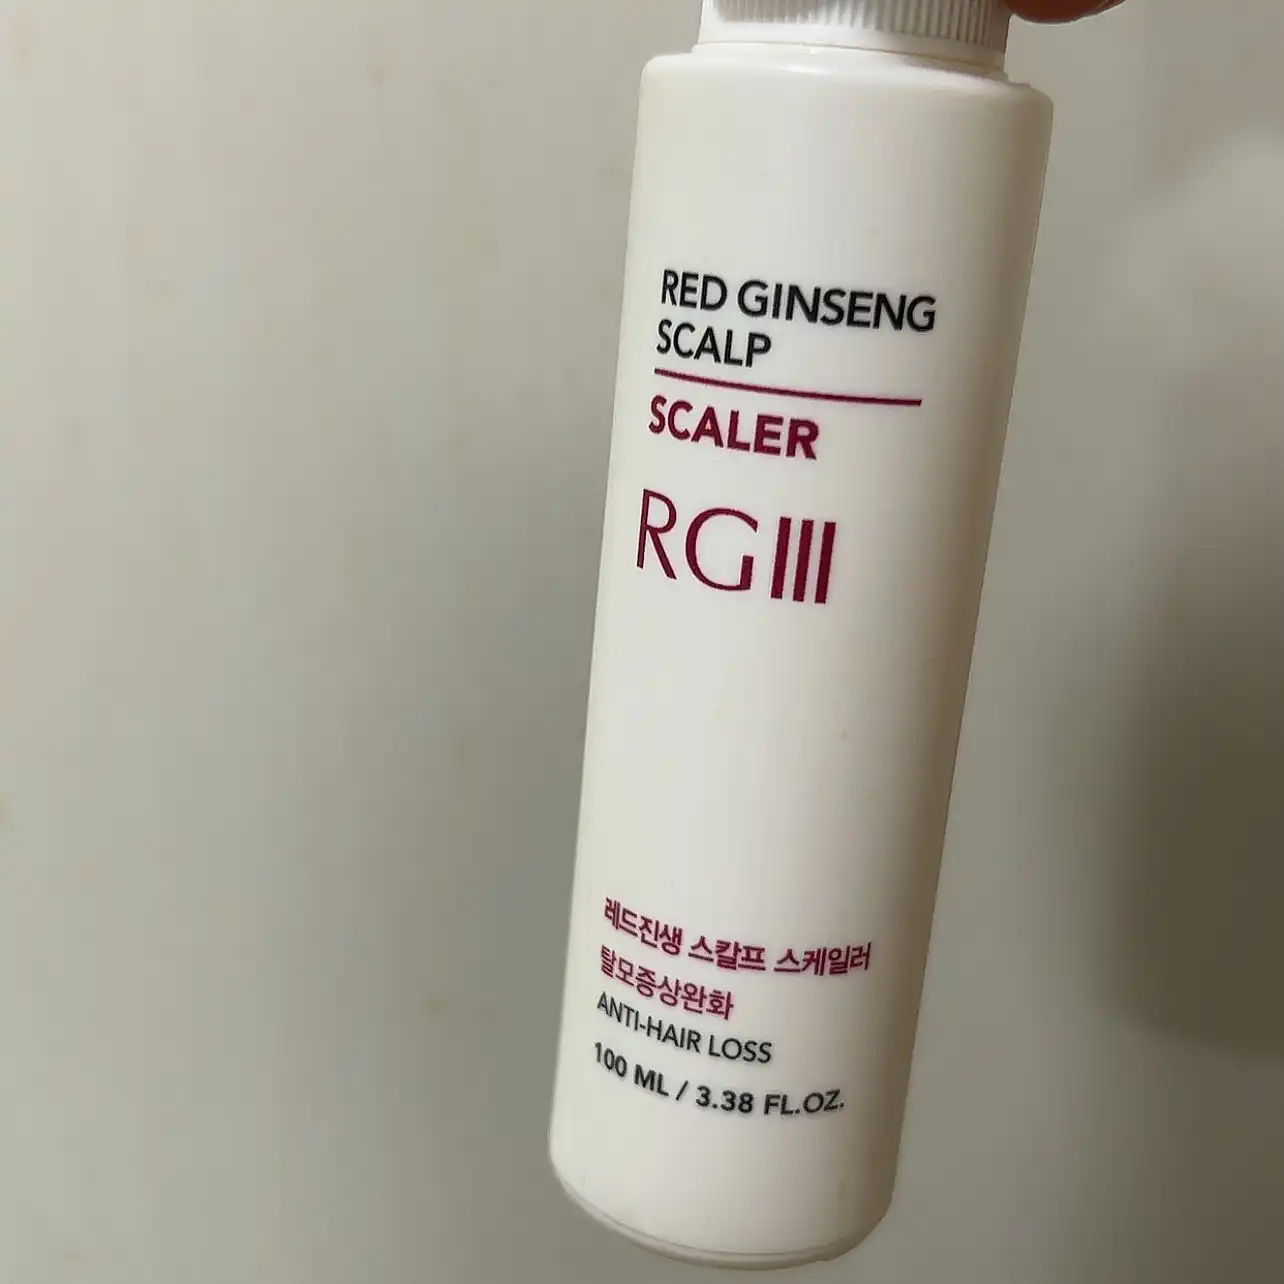 RED GINSENG
SCALP
SCALER
RGIII
레드진생 스칼프 스케일러
탈모증상완화
ANTI-HAIR LOSS
100 ML / 3.38 FL.OZ.